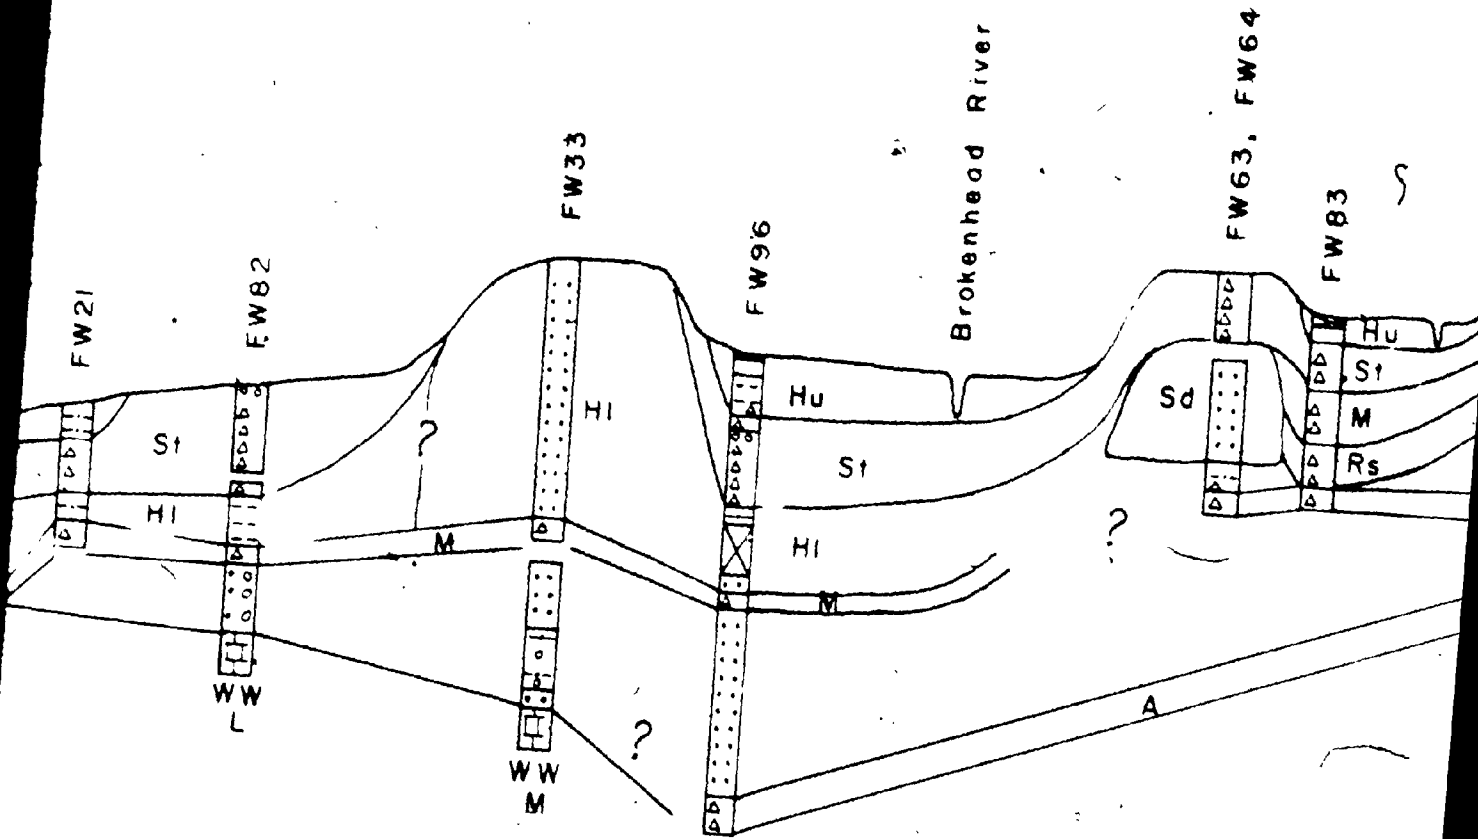 FW21
FW82
FW33
FW96
Brokenhead River
FW63, FW64
FW83
Hu
St
M
Rs
Sd
Hl
Hu
St
St
Hl
?
M
Hl
M
?
?
A
WW
L
WW
M